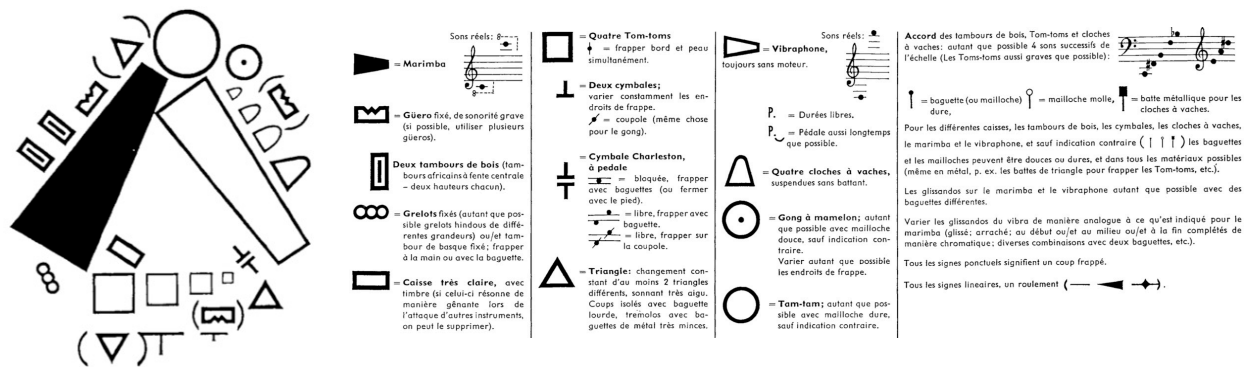 Sons réels: 8
= Marimba
8
= Güero fixé, de sonorité grave
(si possible, utiliser plusieurs
güeros).
Deux tambours de bois (tam-
bours africains à fente centrale
– deux hauteurs chacun).
= Grelots fixés (autant que pos-
sible grelots hindous de diffé-
rentes grandeurs) ou/et tam-
bour de basque fixé; frapper
à la main ou avec la baguette.
= Caisse très claire, avec
timbre (si celui-ci résonne de
manière gênante lors de
l'attaque d'autres instruments,
on peut le supprimer).
= Quatre Tom-toms
= frapper bord et peau
simultanément.
= Deux cymbales;
varier constamment les en-
droits de frappe.
= coupole (même chose
pour le gong).
= Cymbale Charleston,
à pedale
= bloquée, frapper
avec baguettes (ou fermer
avec le pied).
= libre, frapper avec
baguette.
= libre, frapper sur
la coupole.
= Triangle: changement con-
stant d'au moins 2 triangles
différents, sonnant très aigu.
Coups isolés avec baguette
lourde, tremolos avec ba-
guettes de métal très minces.
Sons réels:
= Vibraphone,
toujours sans moteur.
P. = Durées libres.
P. = Pédale aussi longtemps
que possible.
= Quatre cloches à vaches,
suspendues sans battant.
= Gong à mamelon; autant
que possible avec mailloche
douce, sauf indication con-
traire.
Varier autant que possible
les endroits de frappe.
= Tam-tam; autant que pos-
sible avec mailloche dure,
sauf indication contraire.
Accord des tambours de bois, Tom-toms et cloches
à vaches: autant que possible 4 sons successifs de
l'échelle (Les Toms-toms aussi graves que possible):
= baguette (ou mailloche) = mailloche molle, = batte métallique pour les
dure, cloches à vaches.
Pour les différentes caisses, les tambours de bois, les cymbales, les cloches à vaches,
le marimba et le vibraphone, et sauf indication contraire ( ) les baguettes
et les mailloches peuvent être douces ou dures, et dans tous les matériaux possibles
(même en métal, p. ex. les battes de triangle pour frapper les Tom-toms, etc.).
Les glissandos sur le marimba et le vibraphone autant que possible avec des
baguettes différentes.
Varier les glissandos du vibra de manière analogue à ce qu'est indiqué pour le
marimba (glissé; arraché; au début ou/et au milieu ou/et à la fin complétés de
manière chromatique; diverses combinaisons avec deux baguettes, etc.).
Tous les signes ponctuels signifient un coup frappé.
Tous les signes lineaires, un roulement ( ).